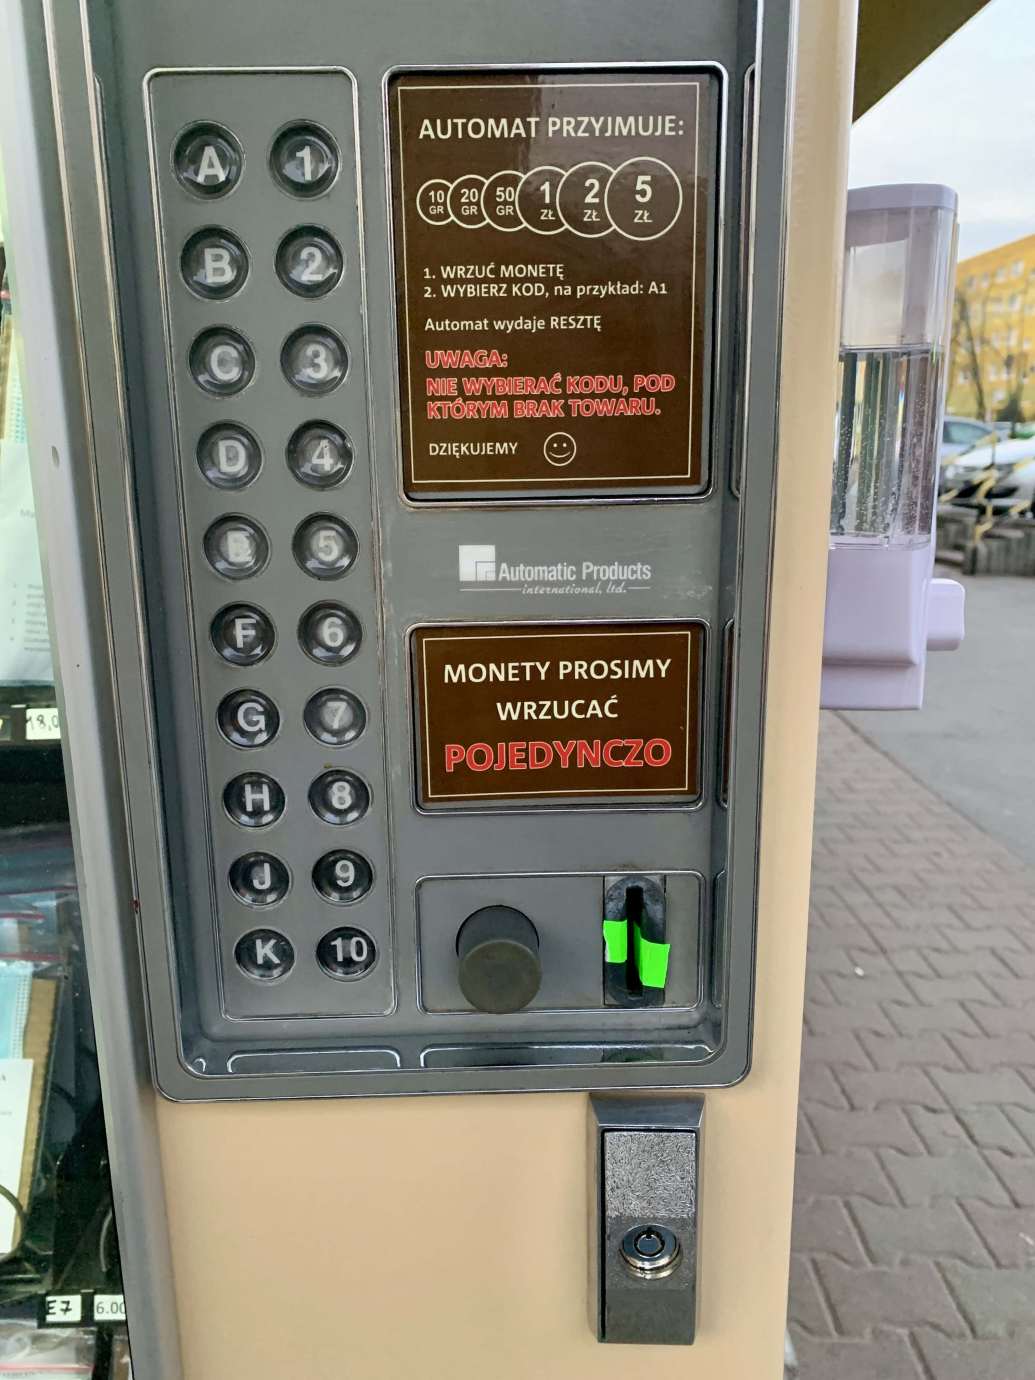 A 1
B 2
C 3
D 4
E 5
F 6
G 7
H 8
J 9
K 10
AUTOMAT PRZYJMUJE:
10 GR 20 GR 50 GR 1 ZŁ 2 ZŁ 5 ZŁ
1. WRZUĆ MONETĘ
2. WYBIERZ KOD, na przykład: A1
Automat wydaje RESZTĘ
UWAGA:
NIE WYBIERAĆ KODU, POD
KTÓRYM BRAK TOWARU.
DZIĘKUJEMY
Automatic Products
international, ltd.
MONETY PROSIMY
WRZUCAĆ
POJEDYNCZO
18,0
E7 6.00